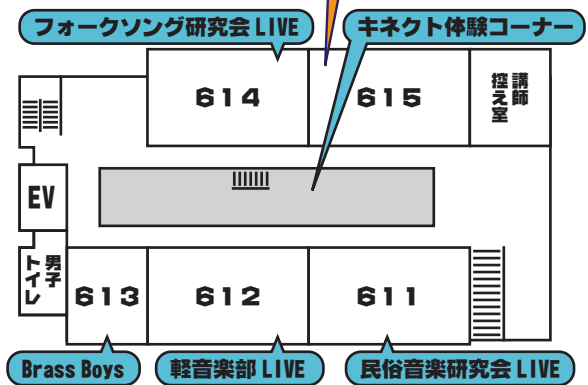 フォークソング研究会 LIVE
キネクト体験コーナー
614
615
講師
控え室
EV
男子
トイレ
613
612
611
Brass Boys
軽音楽部 LIVE
民俗音楽研究会 LIVE